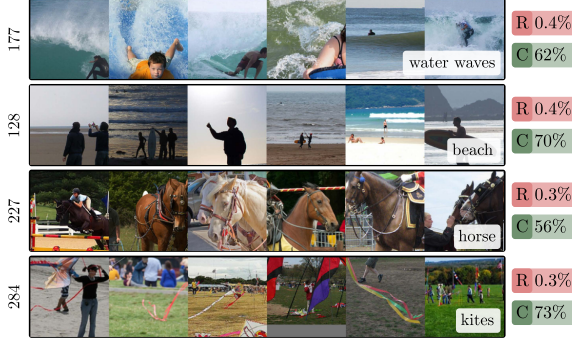 177
water waves
R 0.4%
C 62%
128
beach
R 0.4%
C 70%
227
horse
R 0.3%
C 56%
284
kites
R 0.3%
C 73%